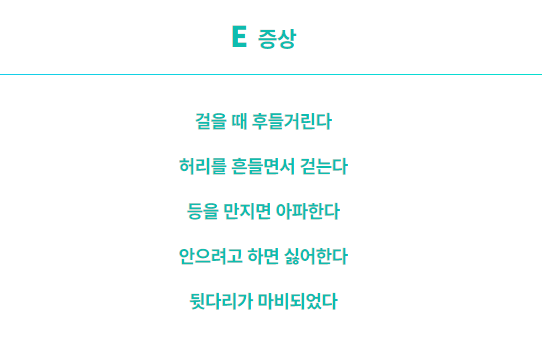 E 증상
걸을 때 후들거린다
허리를 흔들면서 걷는다
등을 만지면 아파한다
안으려고 하면 싫어한다
뒷다리가 마비되었다